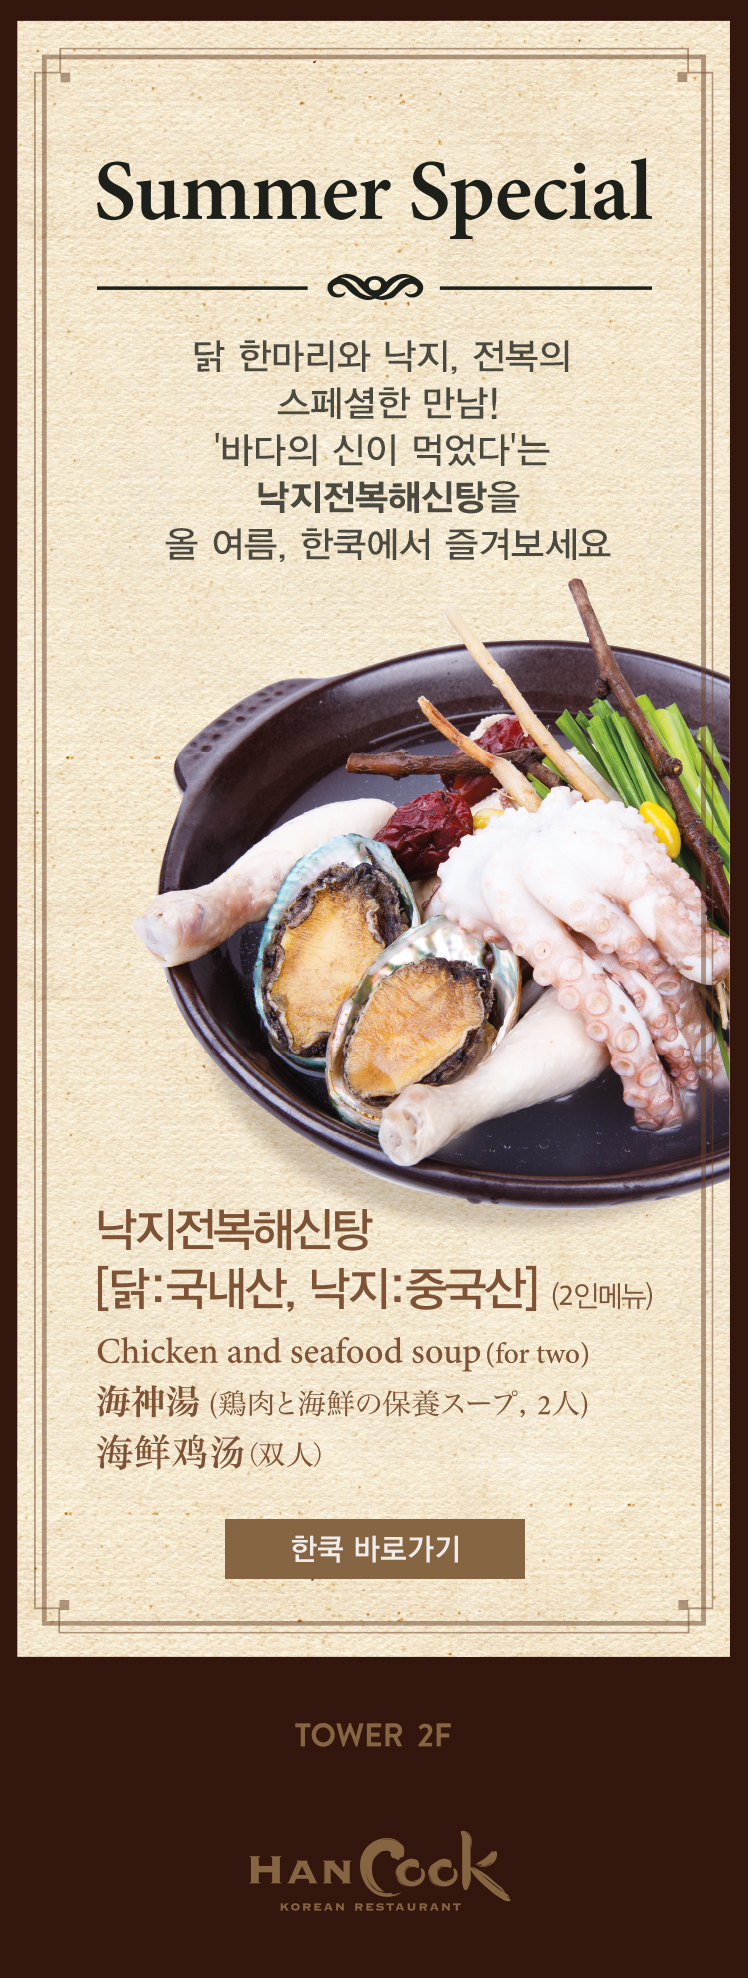 Summer Special
닭 한마리와 낙지, 전복의
스페셜한 만남!
'바다의 신이 먹었다'는
낙지전복해신탕을
올 여름, 한쿡에서 즐겨보세요
낙지전복해신탕
[닭:국내산, 낙지:중국산] (2인메뉴)
Chicken and seafood soup (for two)
海神湯 (鶏肉と海鮮の保養スープ, 2人)
海鲜鸡汤 (双人)
한쿡 바로가기
TOWER 2F
HAN Cook
KOREAN RESTAURANT